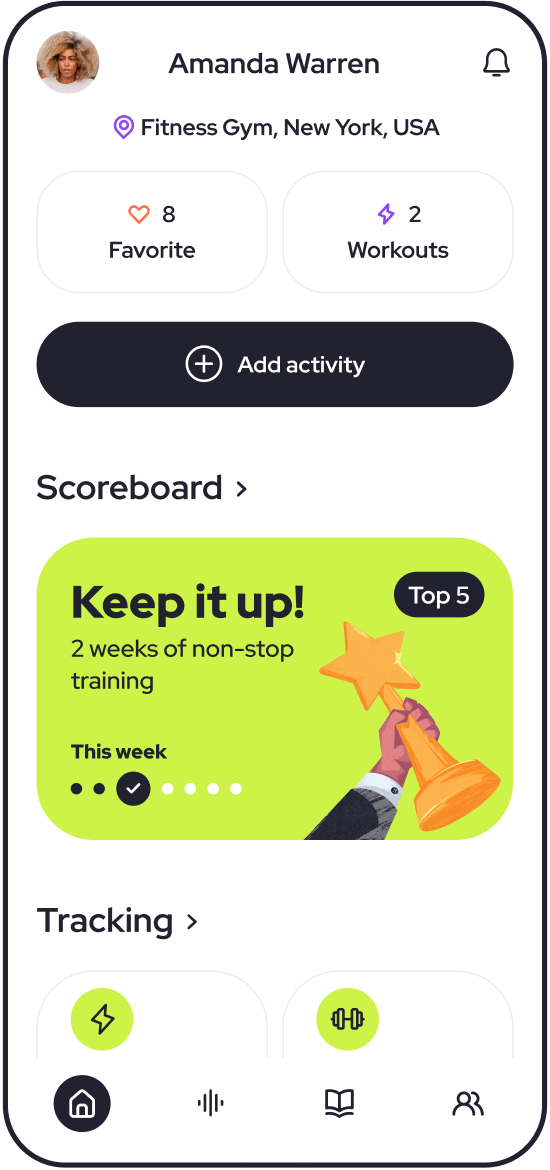 Amanda Warren
Fitness Gym, New York, USA
8
Favorite
2
Workouts
Add activity
Scoreboard
Keep it up!
Top 5
2 weeks of non-stop
training
This week
Tracking